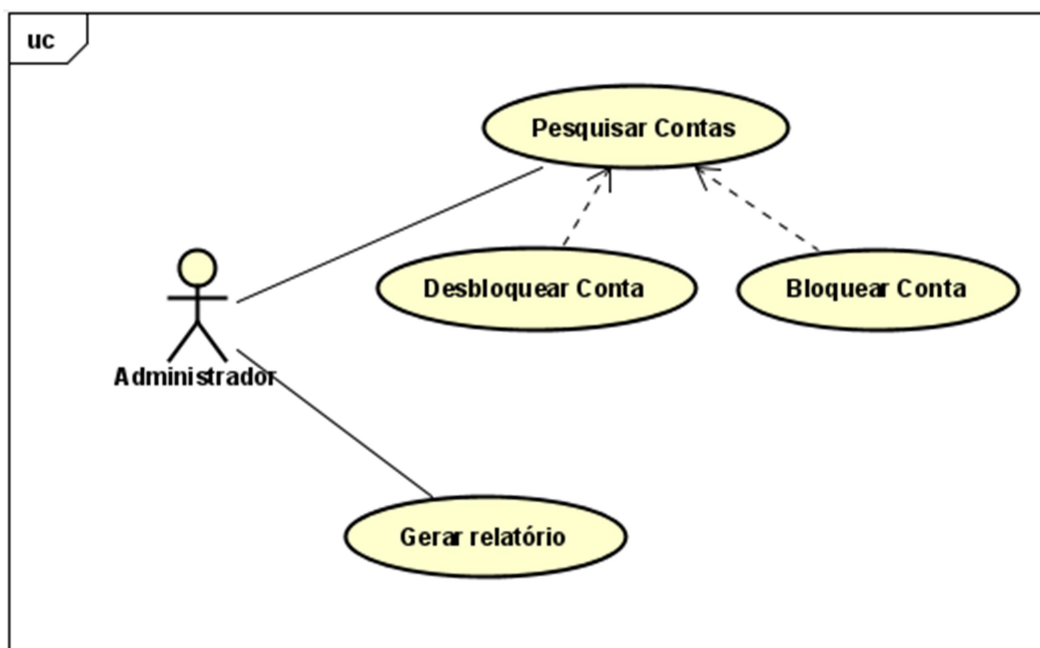 uc
Pesquisar Contas
Desbloquear Conta
Bloquear Conta
Administrador
Gerar relatório